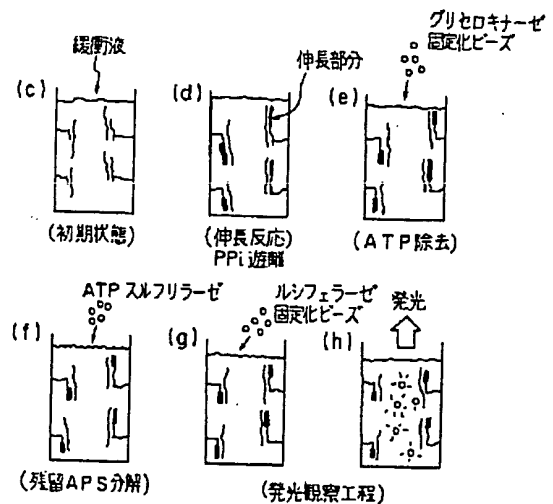 緩衝液
(c)
(初期状態)
(d)
伸長部分
(伸長反応)
PPi遊離
グリセロキナーゼ
固定化ビーズ
(e)
(ATP除去)
ATPスルフリラーゼ
(f)
(残留APS分解)
ルシフェラーゼ
固定化ビーズ
(g)
発光
(h)
(発光観察工程)